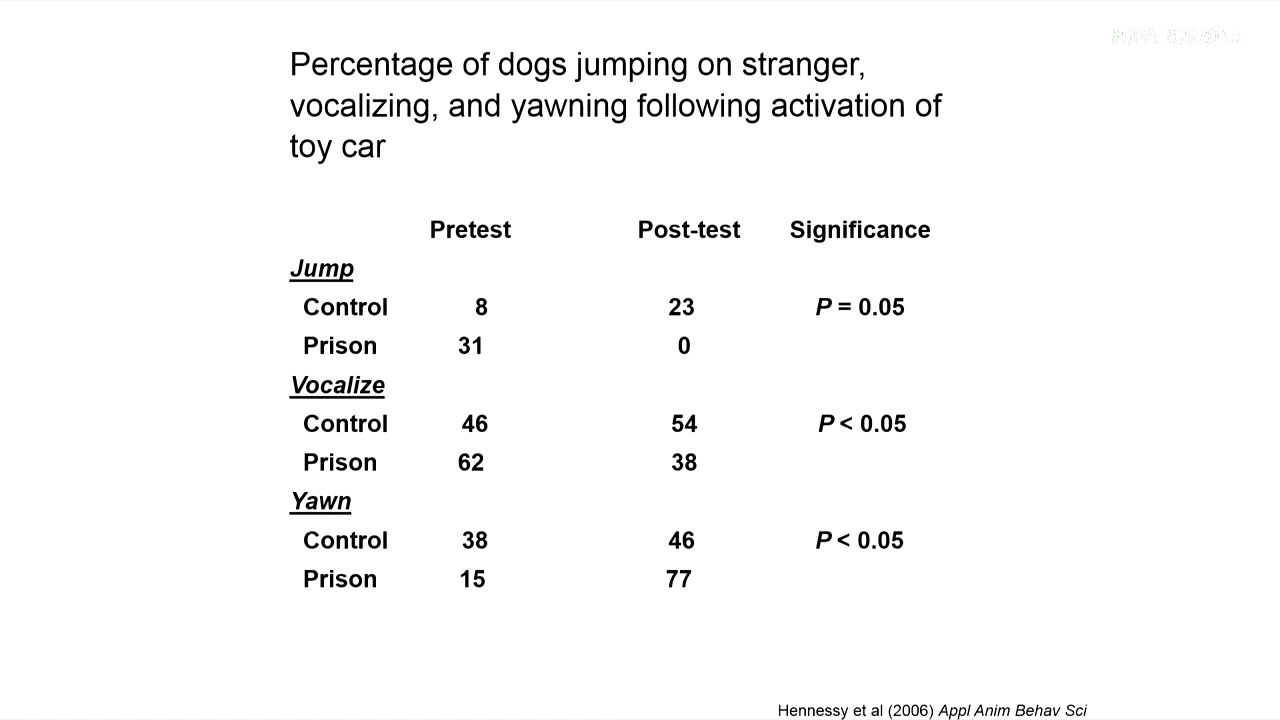 Percentage of dogs jumping on stranger,
vocalizing, and yawning following activation of
toy car
Pretest Post-test Significance
Jump
Control 8 23 P = 0.05
Prison 31 0
Vocalize
Control 46 54 P < 0.05
Prison 62 38
Yawn
Control 38 46 P < 0.05
Prison 15 77
Hennessy et al (2006) Appl Anim Behav Sci